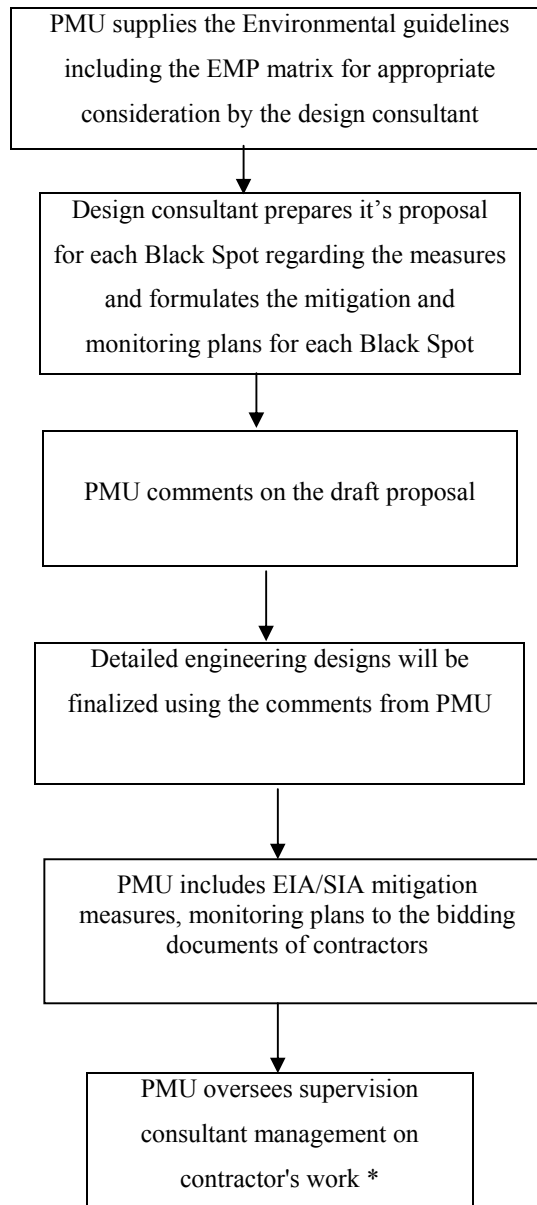 PMU supplies the Environmental guidelines
including the EMP matrix for appropriate
consideration by the design consultant
Design consultant prepares it's proposal
for each Black Spot regarding the measures
and formulates the mitigation and
monitoring plans for each Black Spot
PMU comments on the draft proposal
Detailed engineering designs will be
finalized using the comments from PMU
PMU includes EIA/SIA mitigation
measures, monitoring plans to the bidding
documents of contractors
PMU oversees supervision
consultant management on
contractor's work *